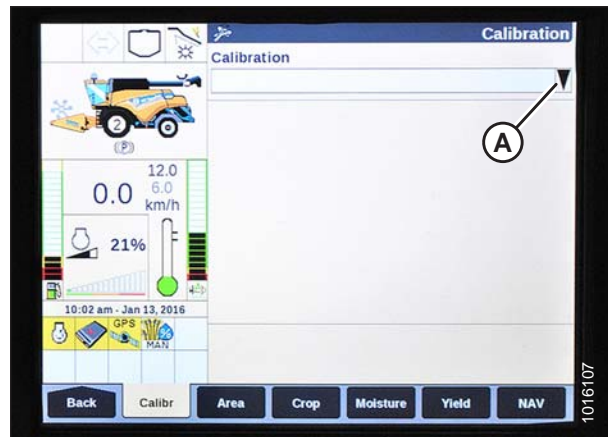 Calibration
Calibration
A
2
(P)
12.0
6.0
0.0 km/h
21%
10:02 am - Jan 13, 2016
GPS
MAN
Back Calibr Area Crop Moisture Yield NAV
1016107